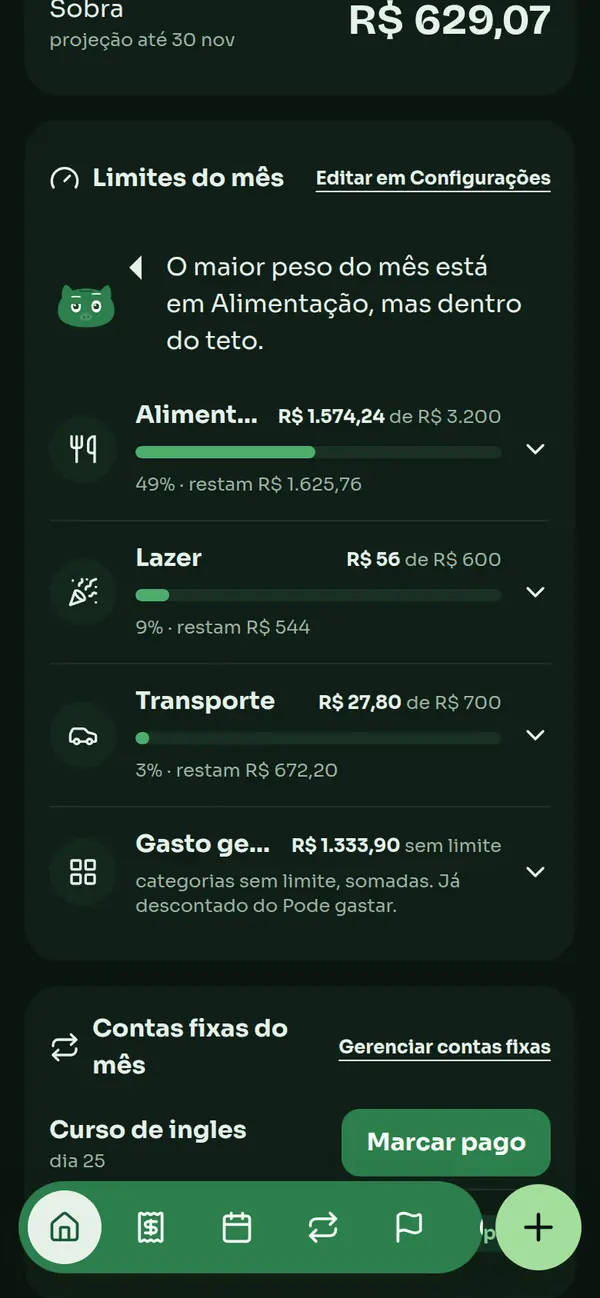 Sobra
R$ 629,07
projeção até 30 nov
Limites do mês
Editar em Configurações
O maior peso do mês está
em Alimentação, mas dentro
do teto.
Aliment... R$ 1.574,24 de R$ 3.200
49% · restam R$ 1.625,76
Lazer R$ 56 de R$ 600
9% · restam R$ 544
Transporte R$ 27,80 de R$ 700
3% · restam R$ 672,20
Gasto ge... R$ 1.333,90 sem limite
categorias sem limite, somadas. Já
descontado do Pode gastar.
Contas fixas do
mês
Gerenciar contas fixas
Curso de ingles
dia 25
Marcar pago